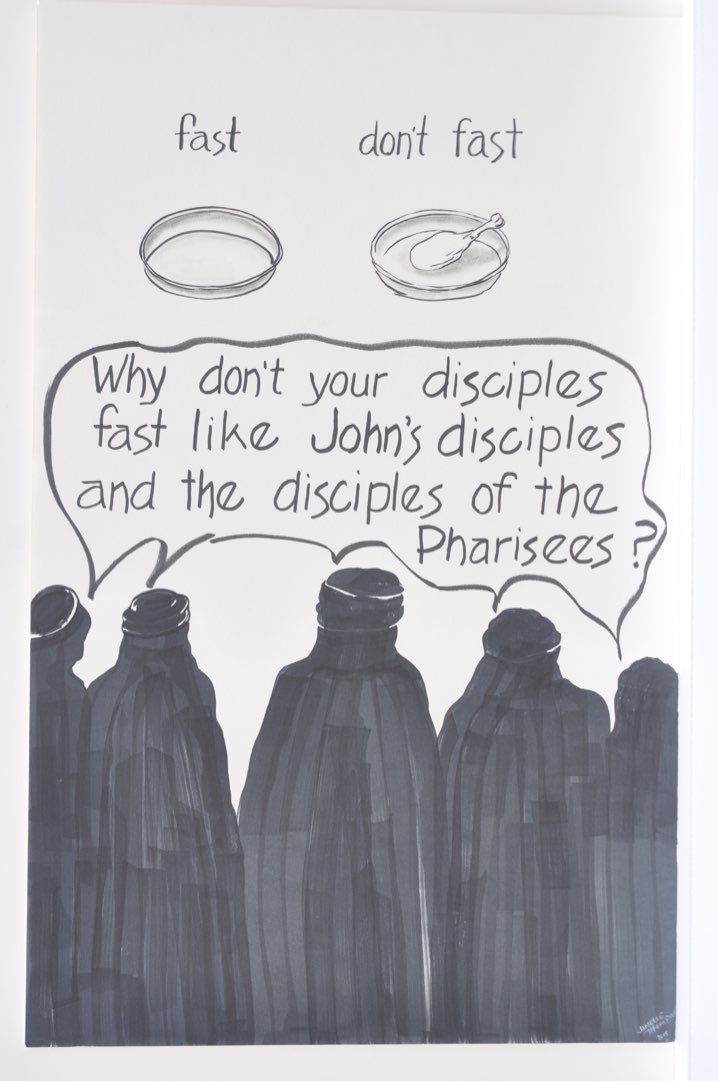 fast don't fast
Why don't your disciples
fast like John's disciples
and the disciples of the
Pharisees?